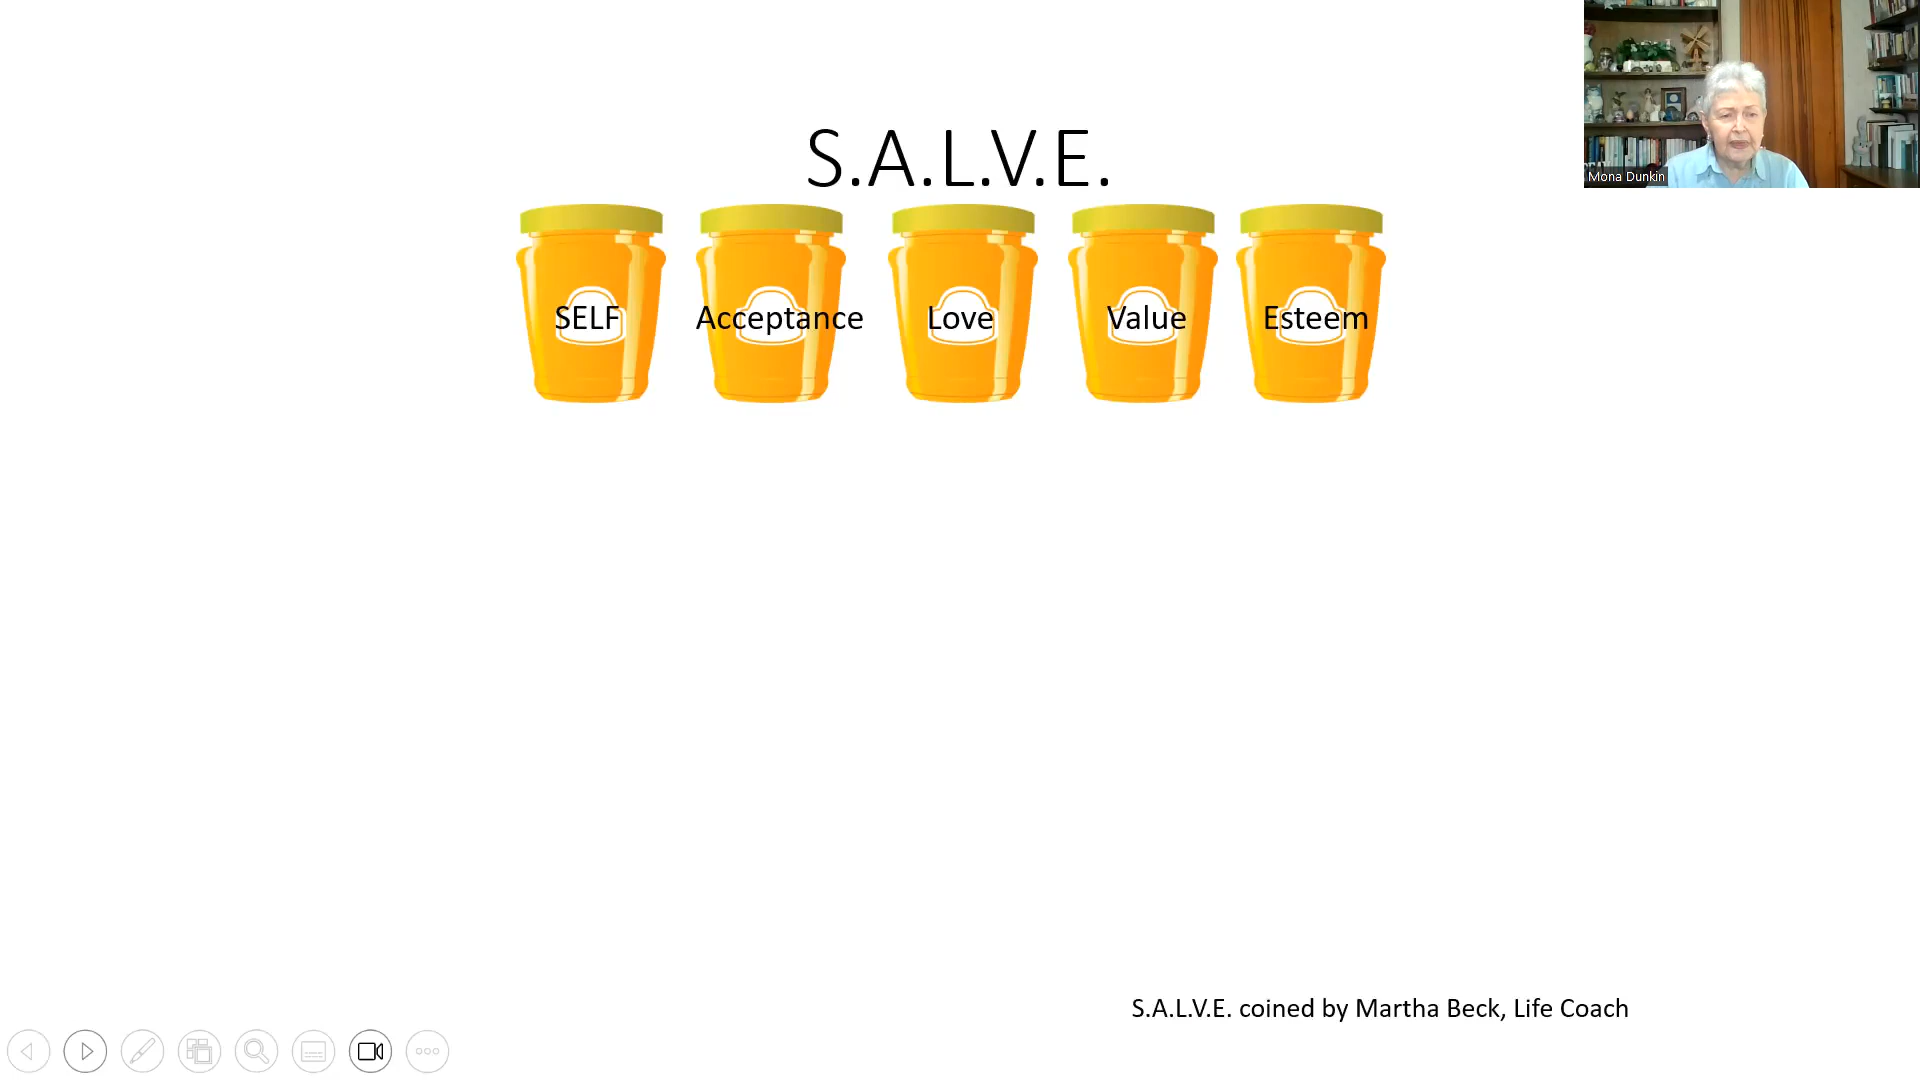 Mona Dunkin
S.A.L.V.E.
SELF Acceptance Love Value Esteem
S.A.L.V.E. coined by Martha Beck, Life Coach